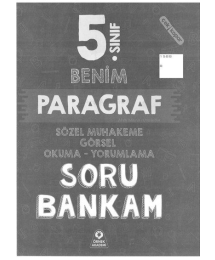 5. SINIF
BENİM
PARAGRAF
SÖZEL MUHAKEME
GÖRSEL
OKUMA - YORUMLAMA
SORU
BANKAM